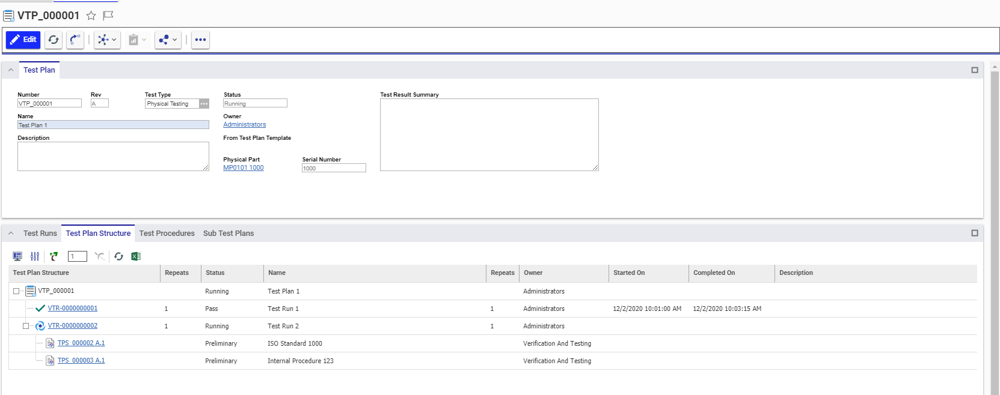 VTP_000001
Edit
Test Plan
Number Rev Test Type Status Test Result Summary
VTP_000001 A Physical Testing Running
Name Owner
Test Plan 1 Administrators
Description From Test Plan Template
Physical Part Serial Number
MP0101 1000 1000
Test Runs Test Plan Structure Test Procedures Sub Test Plans
1
Test Plan Structure Repeats Status Name Repeats Owner Started On Completed On Description
VTP_000001 Running Test Plan 1 Administrators
VTR-0000000001 1 Pass Test Run 1 1 Administrators 12/2/2020 10:01:00 AM 12/2/2020 10:03:15 AM
VTR-0000000002 1 Running Test Run 2 1 Administrators
TPS_000002 A.1 Preliminary ISO Standard 1000 Verification And Testing
TPS_000003 A.1 Preliminary Internal Procedure 123 Verification And Testing